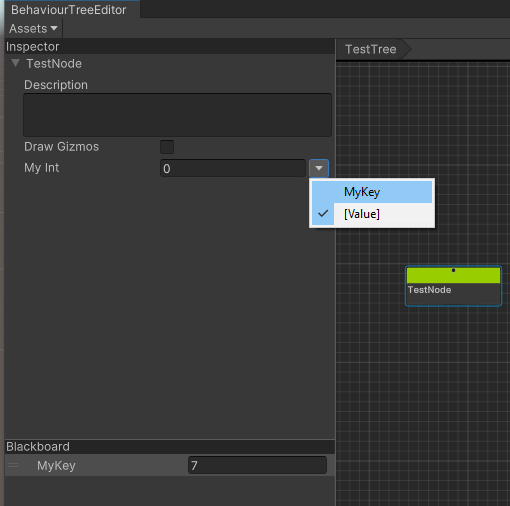 BehaviourTreeEditor
Assets
Inspector
TestTree
TestNode
Description
Draw Gizmos
My Int
0
MyKey
[Value]
TestNode
Blackboard
MyKey
7